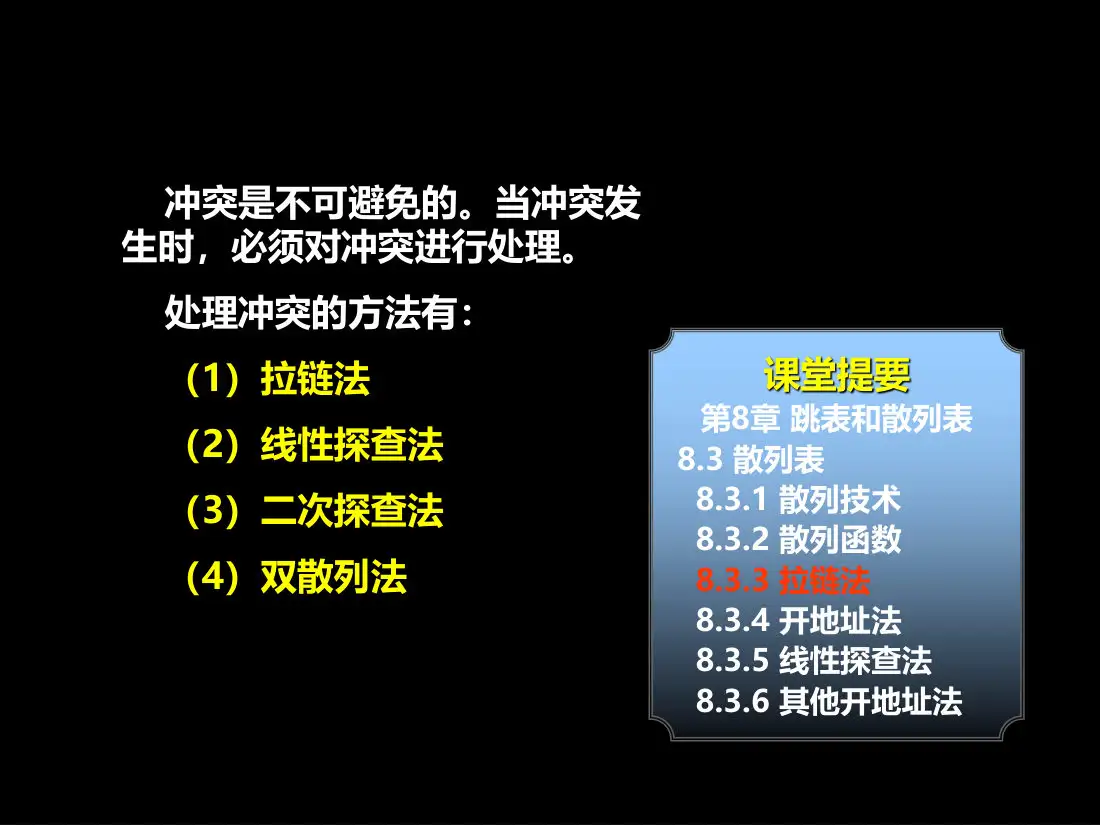 冲突是不可避免的。当冲突发
生时，必须对冲突进行处理。
处理冲突的方法有：
（1）拉链法
（2）线性探查法
（3）二次探查法
（4）双散列法
课堂提要
第8章 跳表和散列表
8.3 散列表
8.3.1 散列技术
8.3.2 散列函数
8.3.3 拉链法
8.3.4 开地址法
8.3.5 线性探查法
8.3.6 其他开地址法